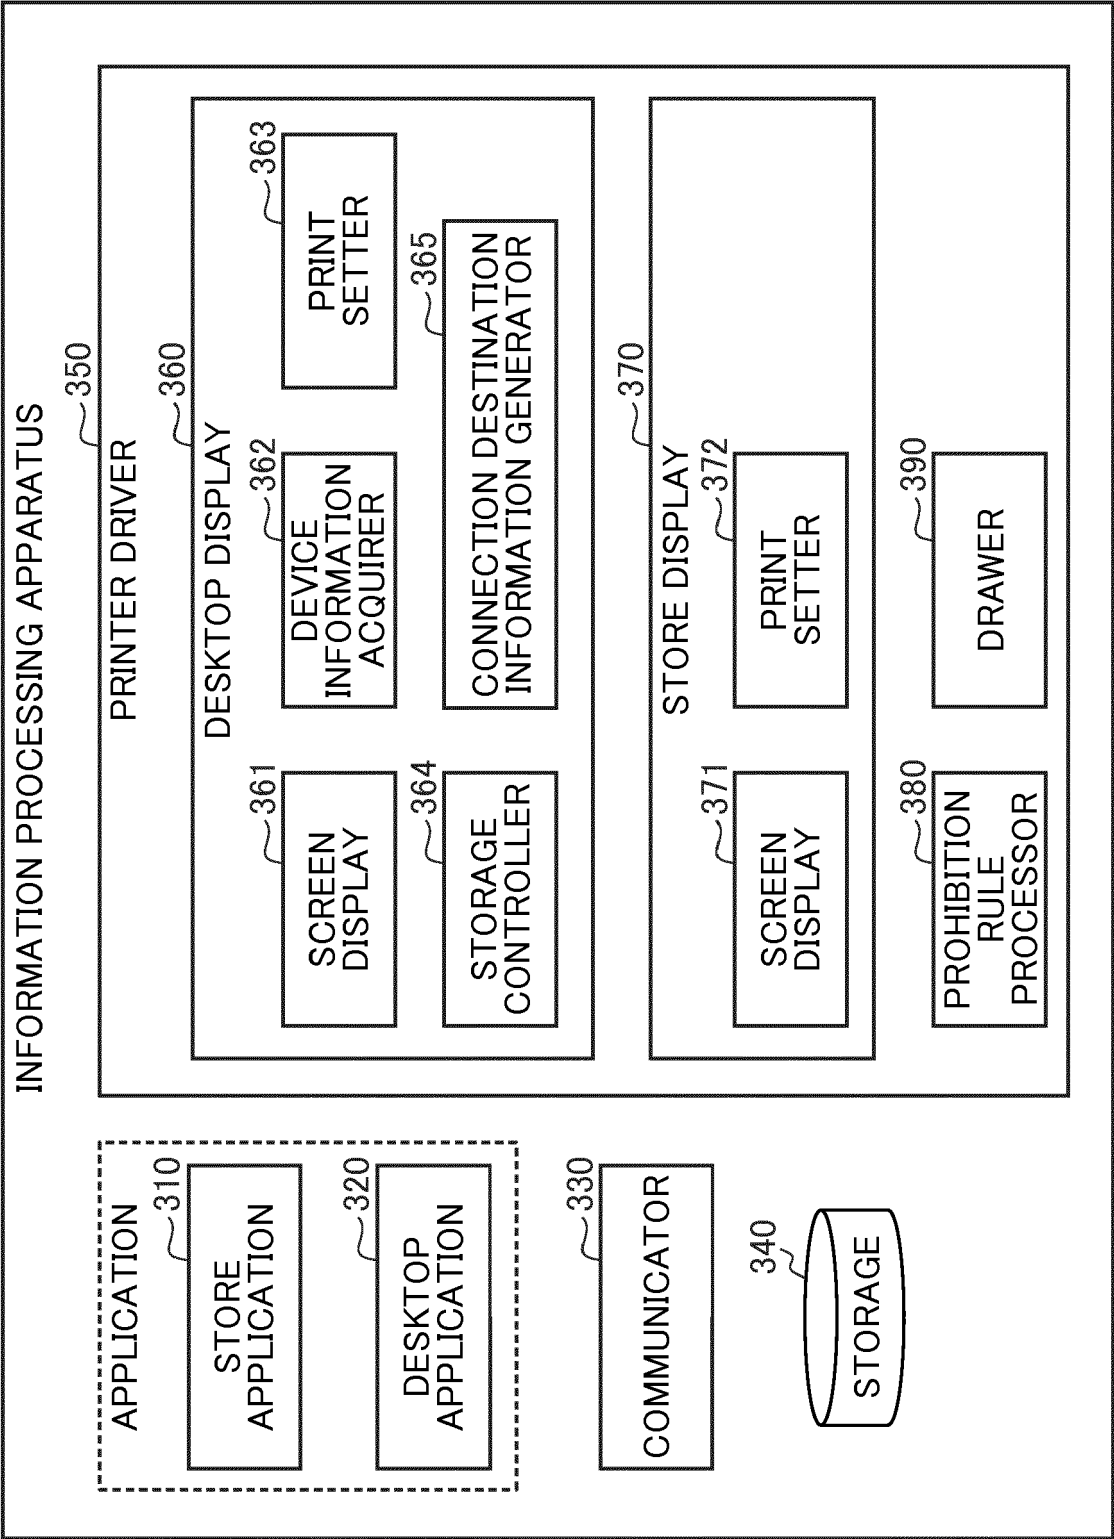 INFORMATION PROCESSING APPARATUS
APPLICATION
310
STORE
APPLICATION
320
DESKTOP
APPLICATION
330
COMMUNICATOR
340
STORAGE
350
PRINTER DRIVER
360
DESKTOP DISPLAY
361
SCREEN
DISPLAY
362
DEVICE
INFORMATION
ACQUIRER
363
PRINT
SETTER
364
STORAGE
CONTROLLER
365
CONNECTION DESTINATION
INFORMATION GENERATOR
370
STORE DISPLAY
371
SCREEN
DISPLAY
372
PRINT
SETTER
380
PROHIBITION
RULE
PROCESSOR
390
DRAWER